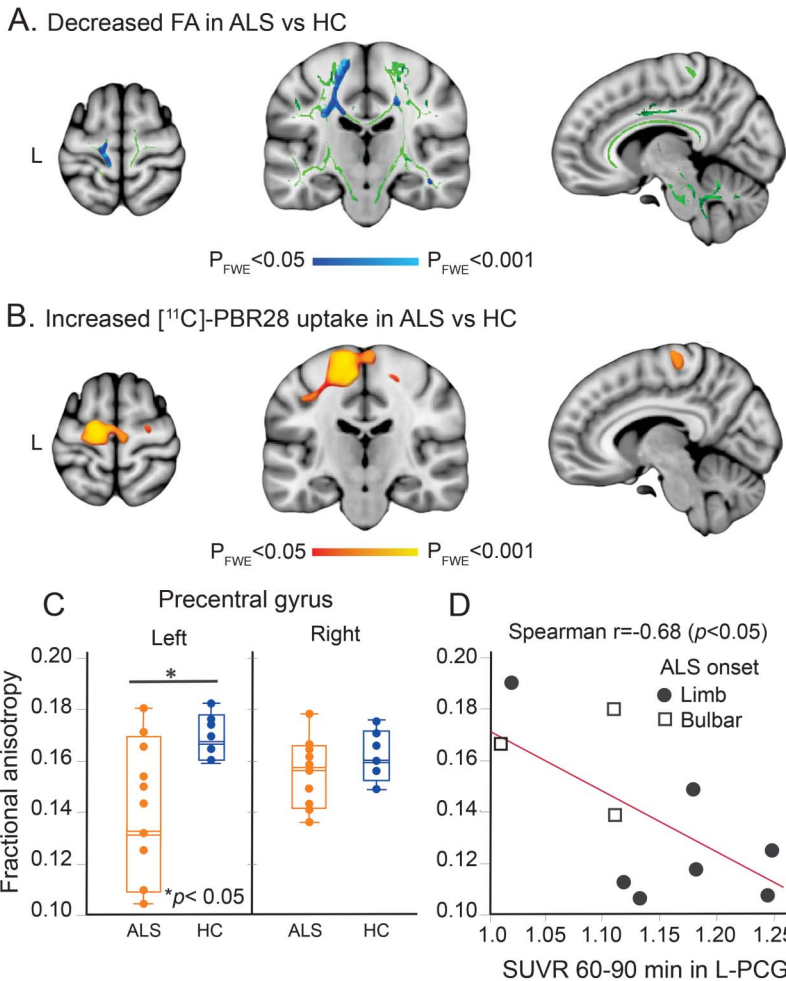 A. Decreased FA in ALS vs HC
L
P_FWE<0.05 P_FWE<0.001
B. Increased [¹¹C]-PBR28 uptake in ALS vs HC
L
P_FWE<0.05 P_FWE<0.001
C Precentral gyrus
Left Right
Fractional anisotropy
0.20
0.18
0.16
0.14
0.12
0.10
*
*p< 0.05
ALS HC ALS HC
D
Spearman r=-0.68 (p<0.05)
ALS onset
Limb
Bulbar
0.20
0.18
0.16
0.14
0.12
0.10
1.0 1.05 1.10 1.15 1.20 1.25
SUVR 60-90 min in L-PCG